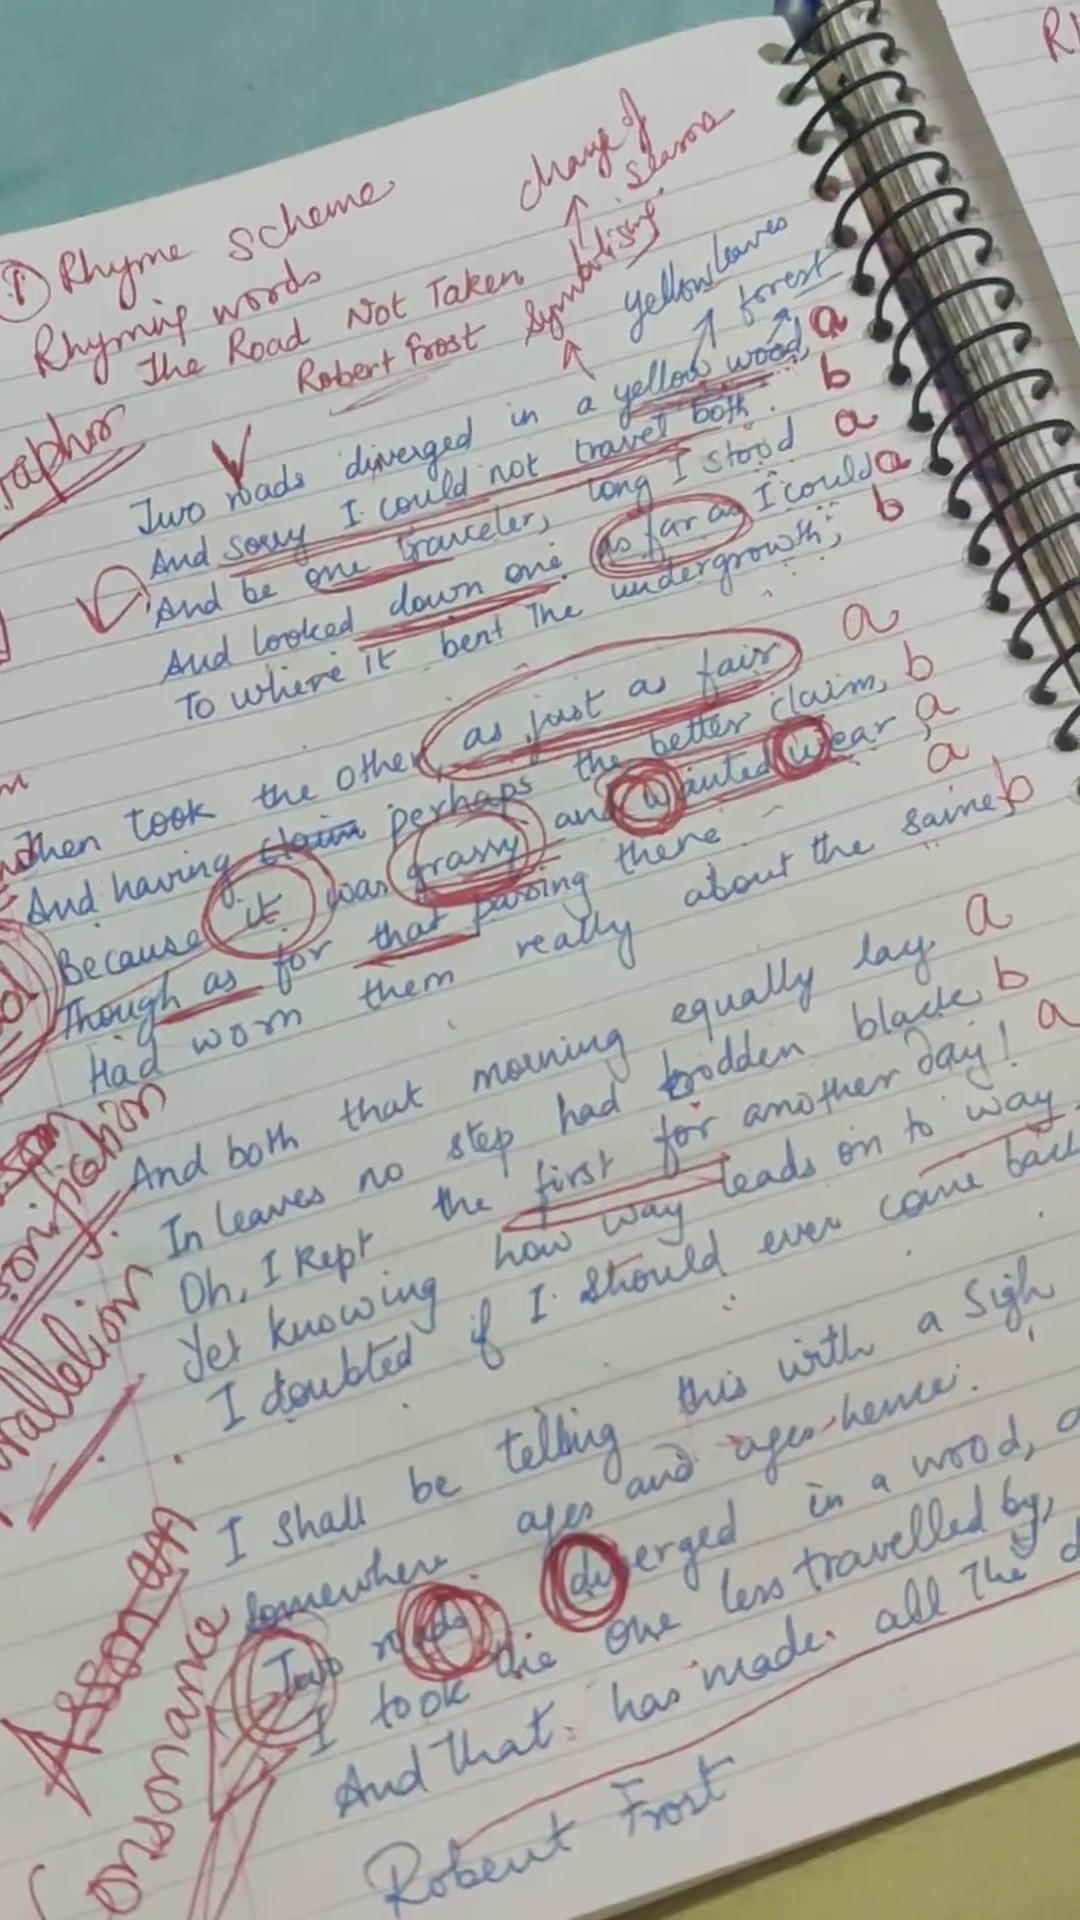 ① Rhyme Scheme
Rhyming words
The Road Not Taken
Robert Frost
change of
season
symbolising
yellow leaves
forest
Two roads diverged in a yellow wood, a
And sorry I could not travel both. b
And be one traveler, long I stood a
And looked down one as far as I could a
To where it bent the undergrowth; b
then took the other, as just as fair a
And having claim perhaps the better claim, b
Because it was grassy and wanted wear; a
Though as for that passing there a
Had worn them really about the same, b
And both that morning equally lay a
In leaves no step had trodden black b
Oh, I kept the first for another day! a
Yet knowing how way leads on to way
I doubted if I should ever come back
I shall be telling this with a sigh
Somewhere ages and ages hence.
Two roads diverged in a wood,
I took the one less travelled by,
And that has made all the
Robert Frost